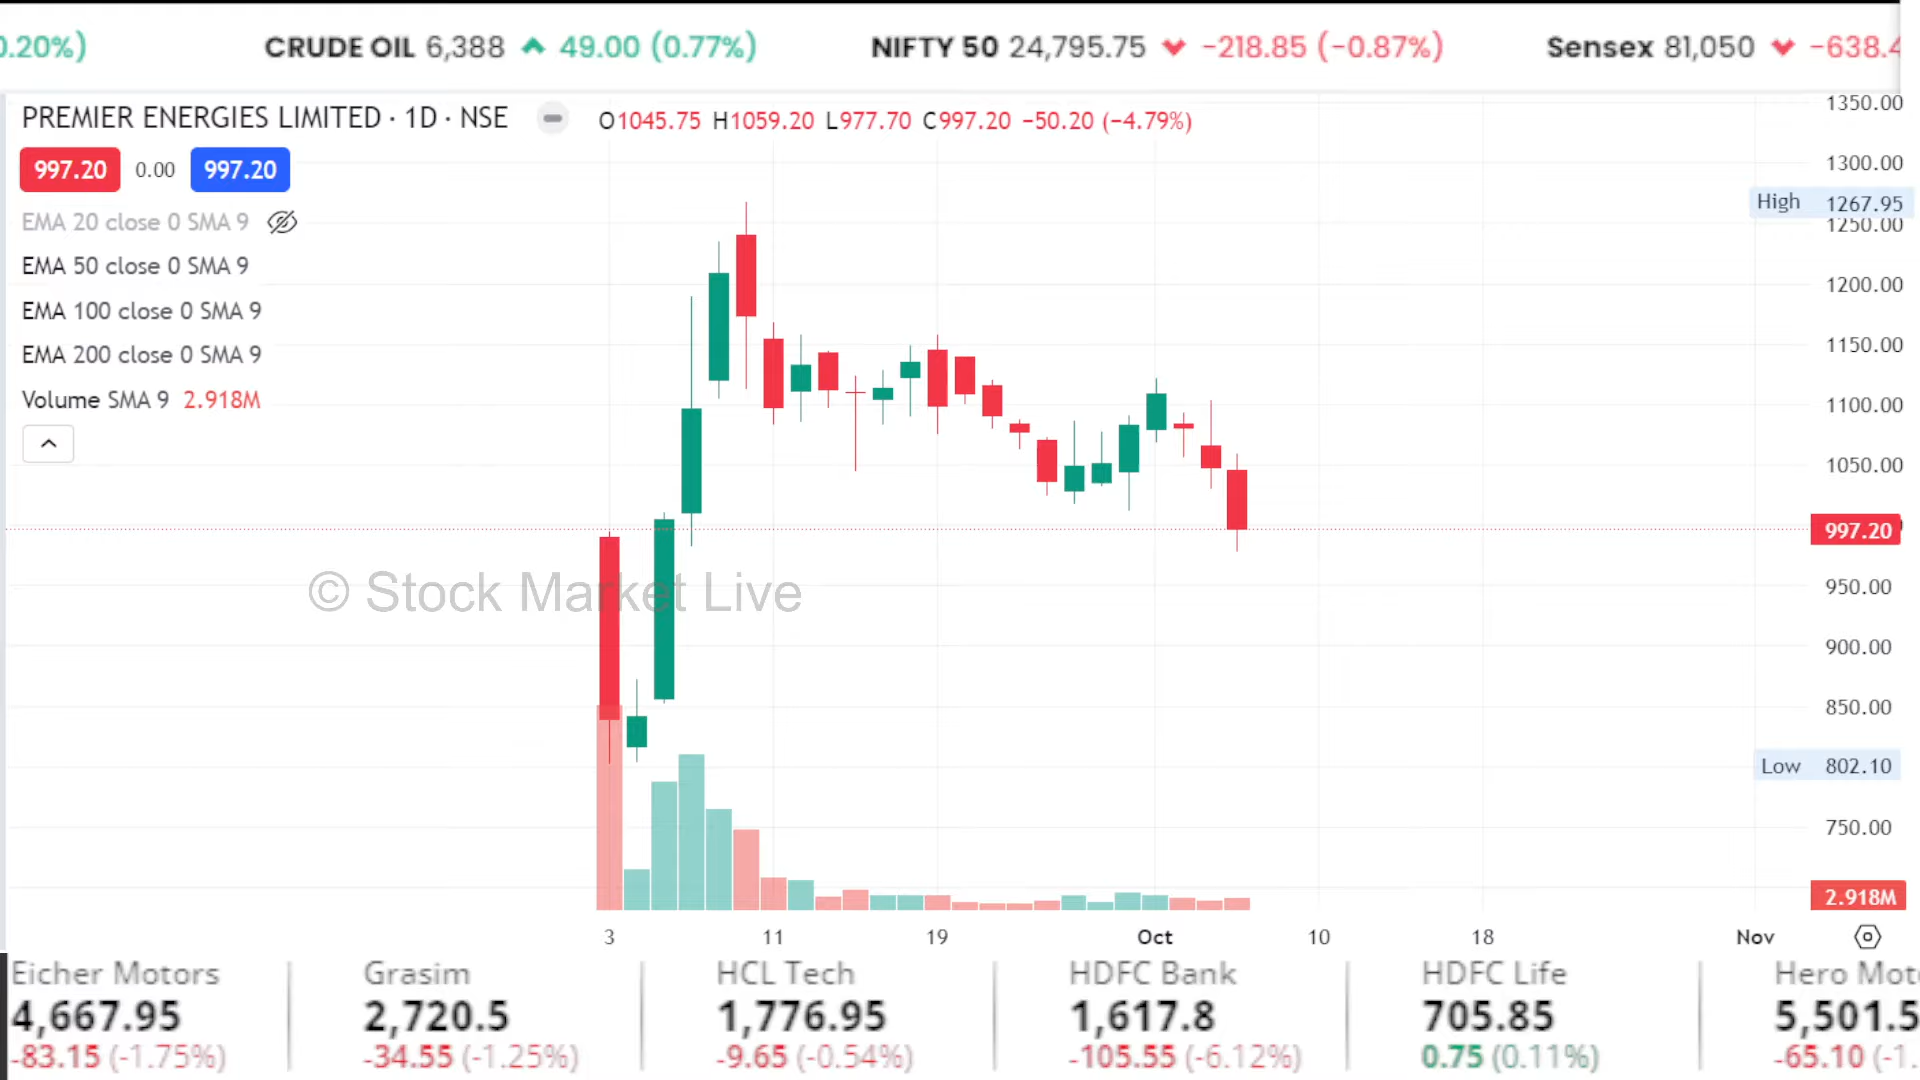 0.20%)
CRUDE OIL 6,388 49.00 (0.77%)
NIFTY 50 24,795.75 -218.85 (-0.87%)
Sensex 81,050 -638.4
PREMIER ENERGIES LIMITED · 1D · NSE
O1045.75 H1059.20 L977.70 C997.20 −50.20 (−4.79%)
997.20 0.00 997.20
EMA 20 close 0 SMA 9
EMA 50 close 0 SMA 9
EMA 100 close 0 SMA 9
EMA 200 close 0 SMA 9
Volume SMA 9 2.918M
1350.00
1300.00
High 1267.95
1250.00
1200.00
1150.00
1100.00
1050.00
997.20
950.00
900.00
850.00
Low 802.10
750.00
2.918M
© Stock Market Live
3 11 19 Oct 10 18 Nov
Eicher Motors
4,667.95
-83.15 (-1.75%)
Grasim
2,720.5
-34.55 (-1.25%)
HCL Tech
1,776.95
-9.65 (-0.54%)
HDFC Bank
1,617.8
-105.55 (-6.12%)
HDFC Life
705.85
0.75 (0.11%)
Hero Mot
5,501.5
-65.10 (-1.